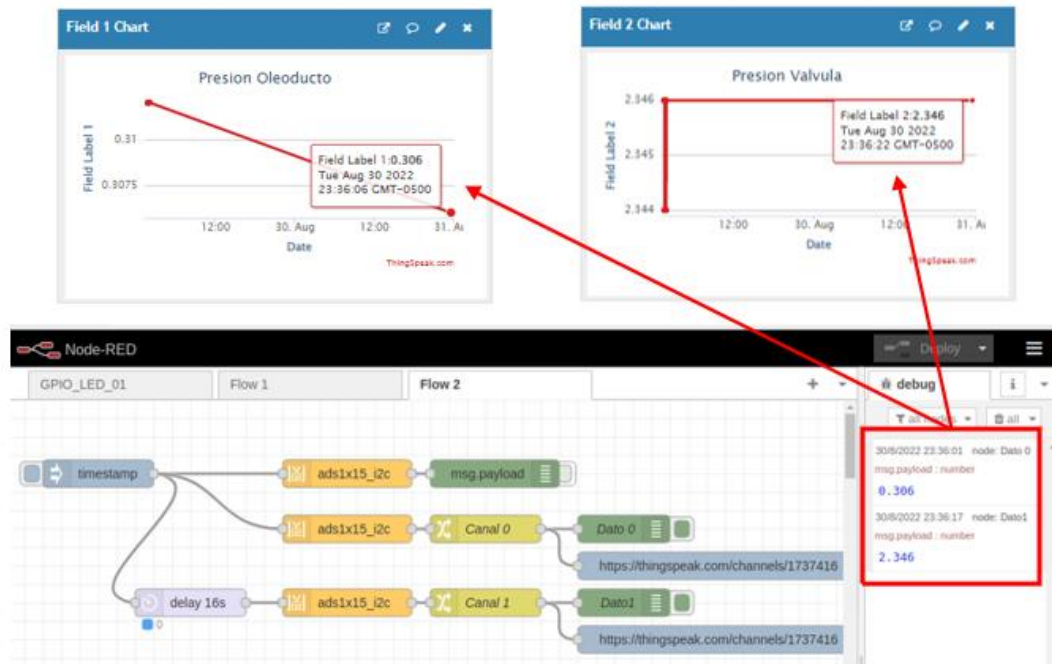 Field 1 Chart
Presion Oleoducto
Field Label 1
0.31
0.3075
Field Label 1:0.306
Tue Aug 30 2022
23:36:06 GMT-0500
12:00
30. Aug
12:00
31. Au
Date
ThingSpeak.com
Field 2 Chart
Presion Valvula
Field Label 2
2.346
2.345
2.344
Field Label 2:2.346
Tue Aug 30 2022
23:36:22 GMT-0500
12:00
30. Aug
12:00
31. Au
Date
ThingSpeak.com
Node-RED
Deploy
GPIO_LED_01
Flow 1
Flow 2
debug
i
all nodes
all
timestamp
ads1x15_i2c
msg.payload
ads1x15_i2c
Canal 0
Dato 0
https://thingspeak.com/channels/1737416
delay 16s
0
ads1x15_i2c
Canal 1
Dato1
https://thingspeak.com/channels/1737416
30/8/2022 23:36:01 node: Dato 0
msg.payload : number
0.306
30/8/2022 23:36:17 node: Dato1
msg.payload : number
2.346